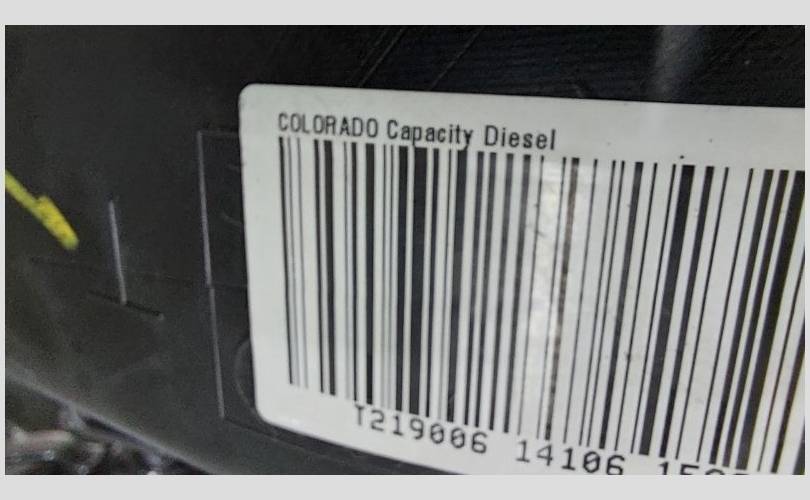 COLORADO Capacity Diesel
T219006 14106